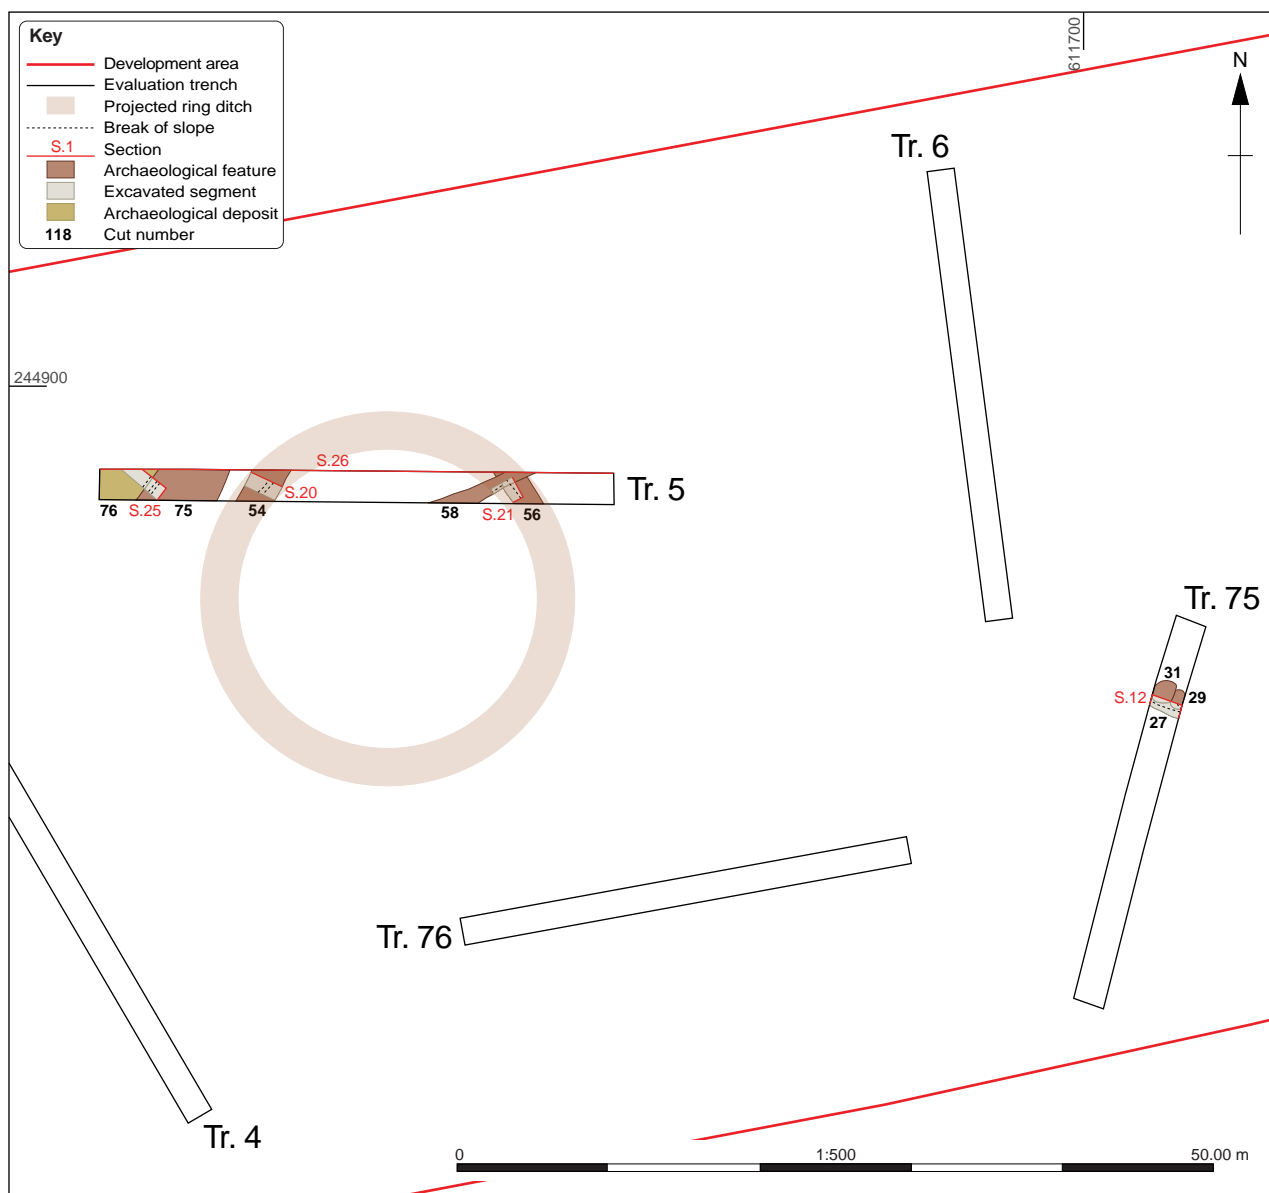 Key
Development area
Evaluation trench
Projected ring ditch
Break of slope
S.1 Section
Archaeological feature
Excavated segment
Archaeological deposit
118 Cut number
611700
N
Tr. 6
244900
S.26
S.20
Tr. 5
76 S.25 75 54 58 S.21 56
Tr. 75
31
S.12 29
27
Tr. 76
Tr. 4
0 1:500 50.00 m